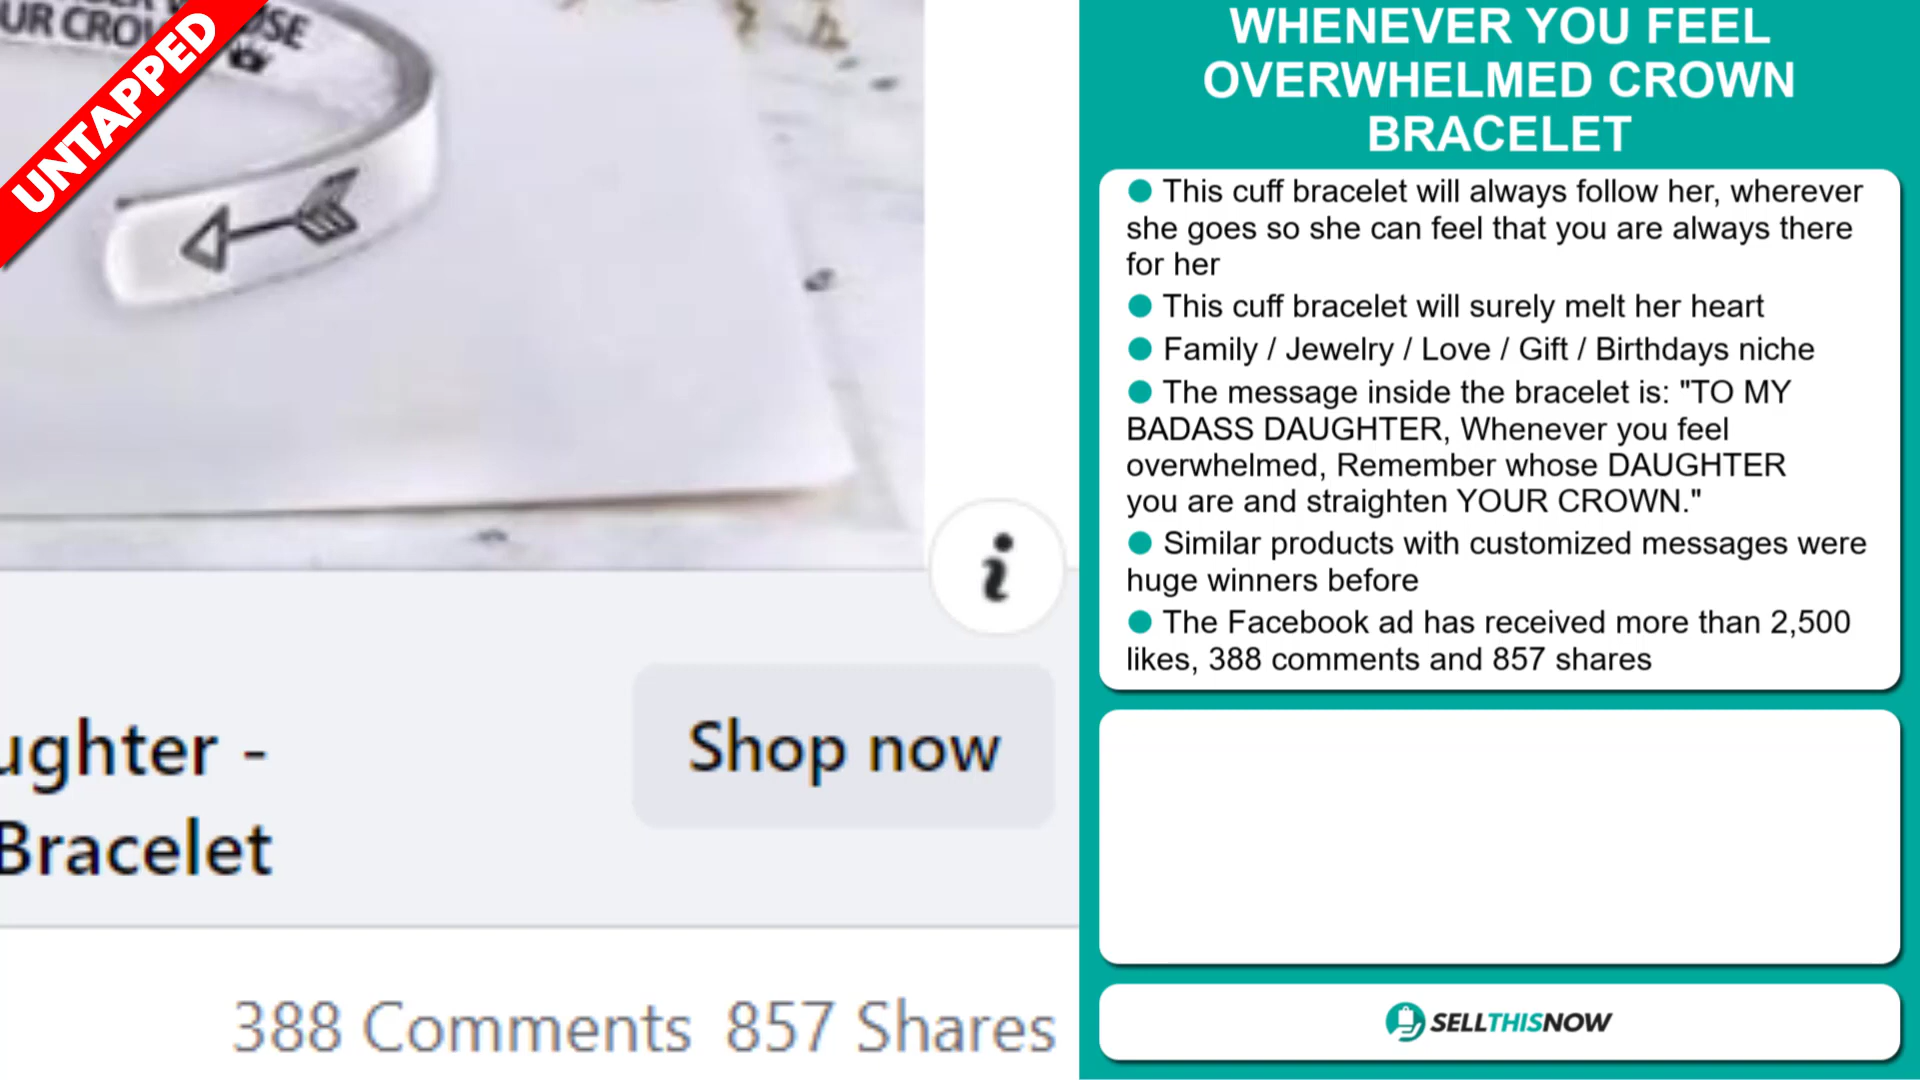 UR CRO
OSE
UNTAPPED
ughter -
Bracelet
Shop now
388 Comments 857 Shares
WHENEVER YOU FEEL
OVERWHELMED CROWN
BRACELET
● This cuff bracelet will always follow her, wherever
she goes so she can feel that you are always there
for her
● This cuff bracelet will surely melt her heart
● Family / Jewelry / Love / Gift / Birthdays niche
● The message inside the bracelet is: "TO MY
BADASS DAUGHTER, Whenever you feel
overwhelmed, Remember whose DAUGHTER
you are and straighten YOUR CROWN."
● Similar products with customized messages were
huge winners before
● The Facebook ad has received more than 2,500
likes, 388 comments and 857 shares
SELLTHISNOW